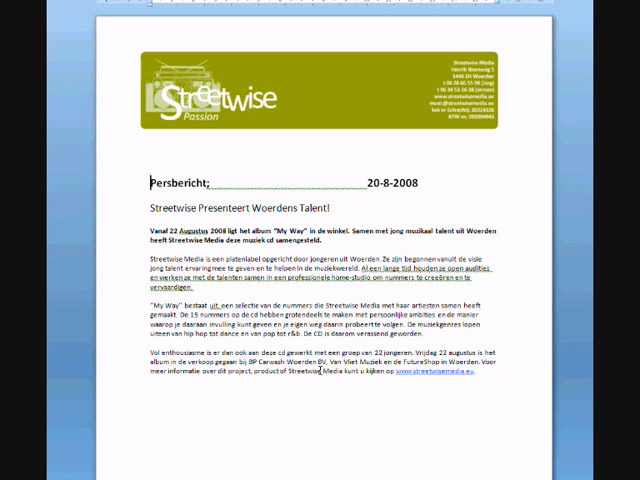 Streetwise
Passion
Streetwise Media
3446 IH Woerden
www.streetwisemedia.eu
music@streetwisemedia.eu
Persbericht; 20-8-2008
Streetwise Presenteert Woerdens Talent!
Vanaf 22 Augustus 2008 ligt het album "My Way" in de winkel. Samen met jong muzikaal talent uit Woerden
heeft Streetwise Media deze muziek cd samengesteld.
Streetwise Media is een platenlabel opgericht door jongeren uit Woerden. Ze zijn begonnen vanuit de visie
jong talent ervaring mee te geven en te helpen in de muziekwereld. Al een lange tijd houden ze open audities
en werken ze met de talenten samen in een professionele home-studio om nummers te creëren en te
vervaardigen.
"My Way" bestaat uit een selectie van de nummers die Streetwise Media met haar artiesten samen heeft
gemaakt. De 15 nummers op de cd hebben grotendeels te maken met persoonlijke ambities en de manier
waarop je daaraan invulling kunt geven en je eigen weg daarin probeert te volgen. De muziekgenres lopen
uiteen van hip hop tot dance en van pop tot r&b. De CD is daarom verassend geworden.
Vol enthousiasme is er dan ook aan deze cd gewerkt met een groep van 22 jongeren. Vrijdag 22 augustus is het
album in de verkoop gegaan bij BP Carwash Woerden BV, Van Vliet Muziek en de FutureShop in Woerden. Voor
meer informatie over dit project, product of Streetwise Media kunt u kijken op www.streetwisemedia.eu.